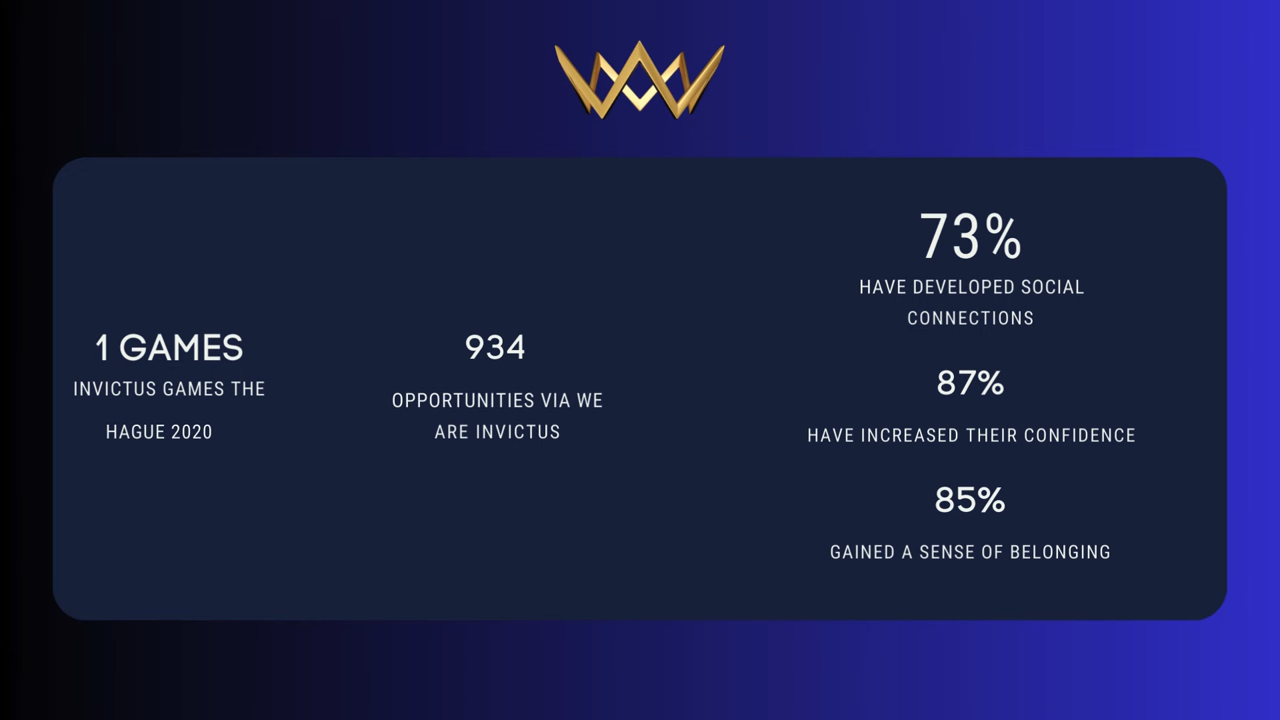 1 GAMES
INVICTUS GAMES THE
HAGUE 2020
934
OPPORTUNITIES VIA WE
ARE INVICTUS
73%
HAVE DEVELOPED SOCIAL
CONNECTIONS
87%
HAVE INCREASED THEIR CONFIDENCE
85%
GAINED A SENSE OF BELONGING